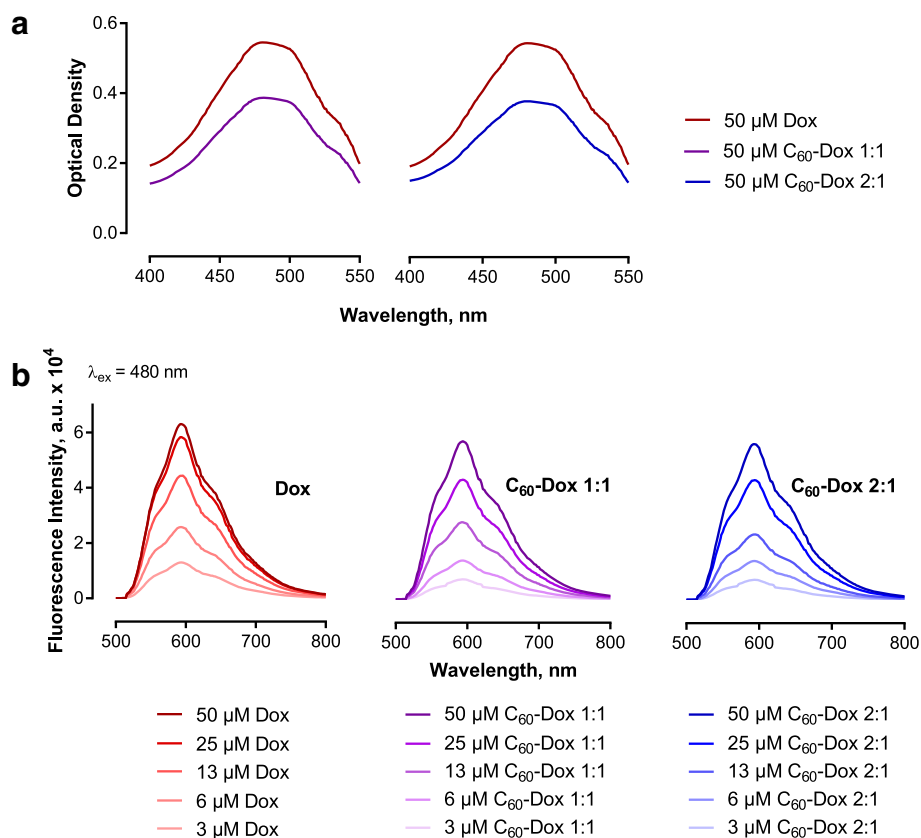 a
0.6
0.4
0.2
0.0
Optical Density
400 450 500 550 400 450 500 550
Wavelength, nm
50 µM Dox
50 µM C₆₀-Dox 1:1
50 µM C₆₀-Dox 2:1
b
λₑₓ = 480 nm
Fluorescence Intensity, a.u. x 10⁴
6
4
2
0
Dox
C₆₀-Dox 1:1
C₆₀-Dox 2:1
500 600 700 800 500 600 700 800 500 600 700 800
Wavelength, nm
50 µM Dox
25 µM Dox
13 µM Dox
6 µM Dox
3 µM Dox
50 µM C₆₀-Dox 1:1
25 µM C₆₀-Dox 1:1
13 µM C₆₀-Dox 1:1
6 µM C₆₀-Dox 1:1
3 µM C₆₀-Dox 1:1
50 µM C₆₀-Dox 2:1
25 µM C₆₀-Dox 2:1
13 µM C₆₀-Dox 2:1
6 µM C₆₀-Dox 2:1
3 µM C₆₀-Dox 2:1